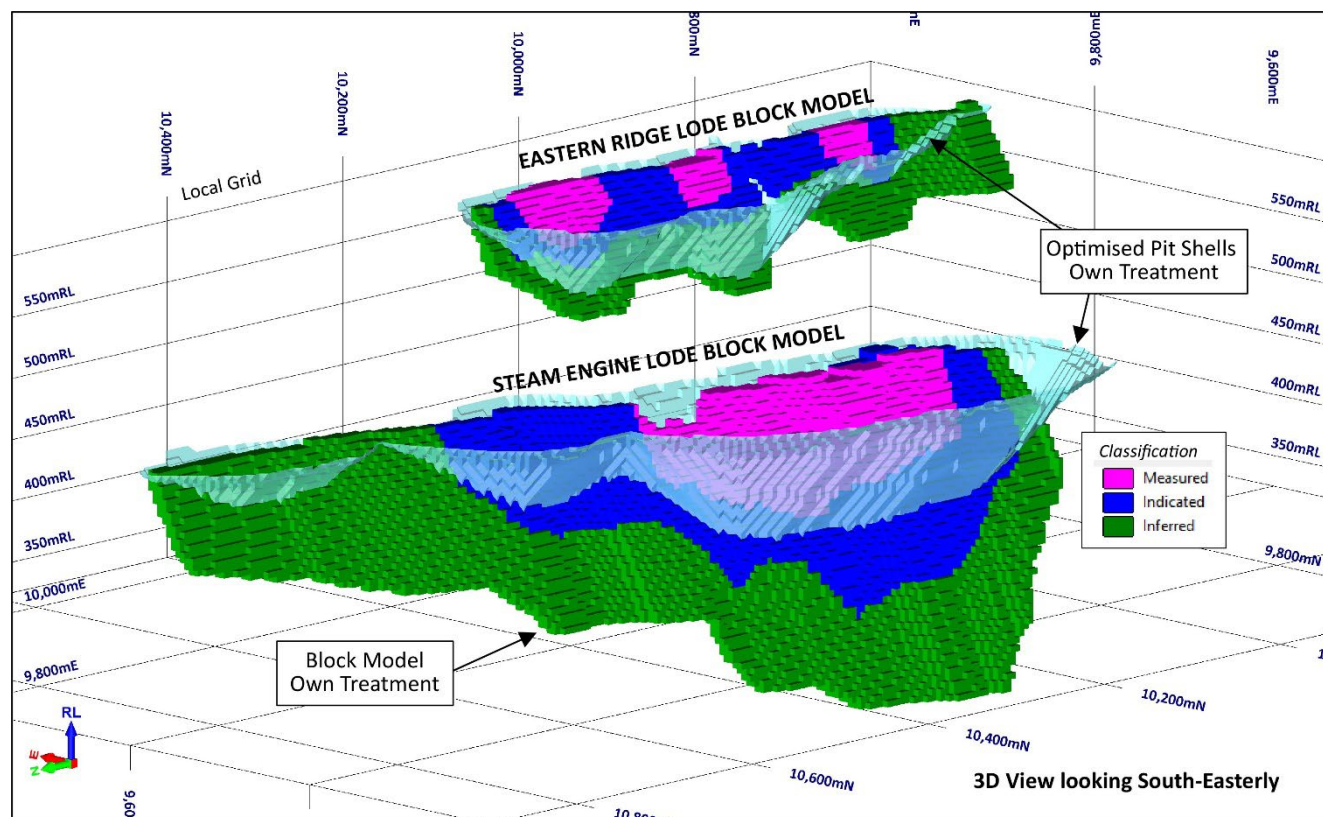 10,400mN
10,200mN
10,000mN
800mN
mE
9,800mE
9,600mE
Local Grid
EASTERN RIDGE LODE BLOCK MODEL
Optimised Pit Shells
Own Treatment
550mRL
500mRL
450mRL
400mRL
350mRL
550mRL
500mRL
450mRL
400mRL
350mRL
STEAM ENGINE LODE BLOCK MODEL
Classification
Measured
Indicated
Inferred
10,000mE
9,800mE
9,60
Block Model
Own Treatment
9,800mN
10,200mN
10,400mN
10,600mN
RL
E
N
3D View looking South-Easterly